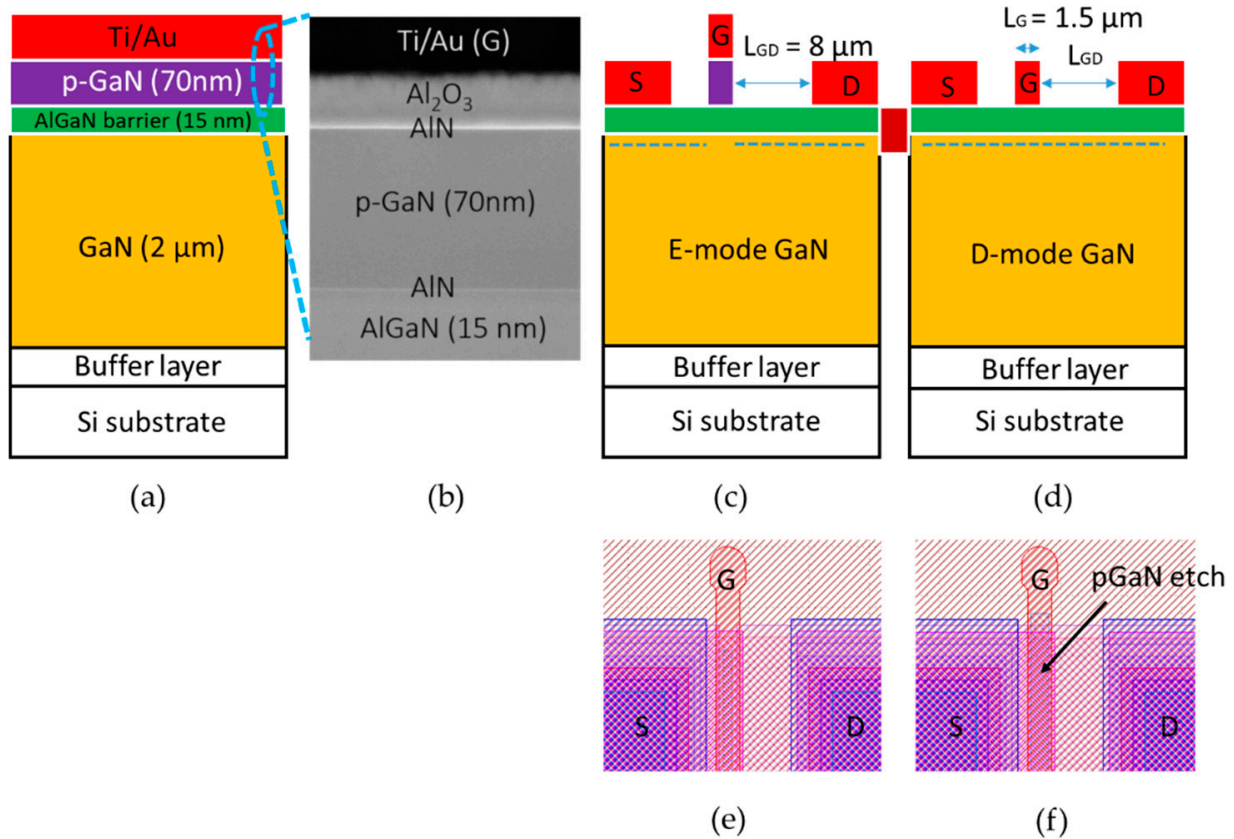 Ti/Au
p-GaN (70nm)
AlGaN barrier (15 nm)
GaN (2 µm)
Buffer layer
Si substrate
(a)
Ti/Au (G)
Al2O3
AlN
p-GaN (70nm)
AlN
AlGaN (15 nm)
(b)
G
LGD = 8 µm
S
D
E-mode GaN
Buffer layer
Si substrate
(c)
LG = 1.5 µm
LGD
S
G
D
D-mode GaN
Buffer layer
Si substrate
(d)
G
S
D
(e)
G
pGaN etch
S
D
(f)